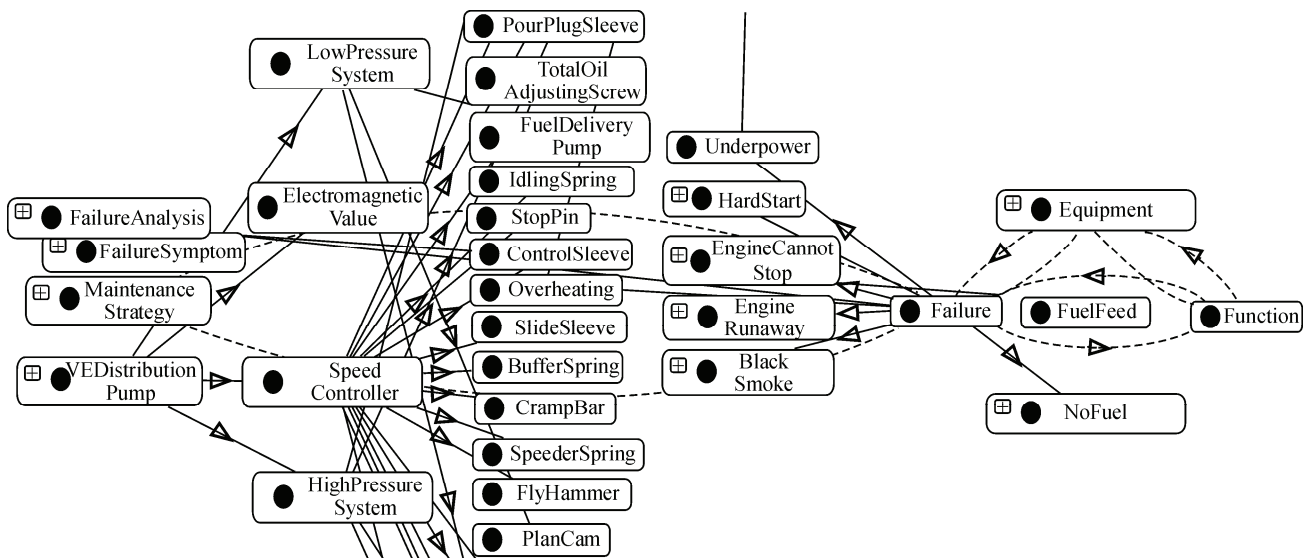 LowPressure
System
Electromagnetic
Value
FailureAnalysis
FailureSymptom
Maintenance
Strategy
VEDistribution
Pump
Speed
Controller
HighPressure
System
PourPlugSleeve
TotalOil
AdjustingScrew
FuelDelivery
Pump
IdlingSpring
StopPin
ControlSleeve
Overheating
SlideSleeve
BufferSpring
CrampBar
SpeederSpring
FlyHammer
PlanCam
Underpower
HardStart
EngineCannot
Stop
Engine
Runaway
Black
Smoke
Failure
Equipment
FuelFeed
Function
NoFuel